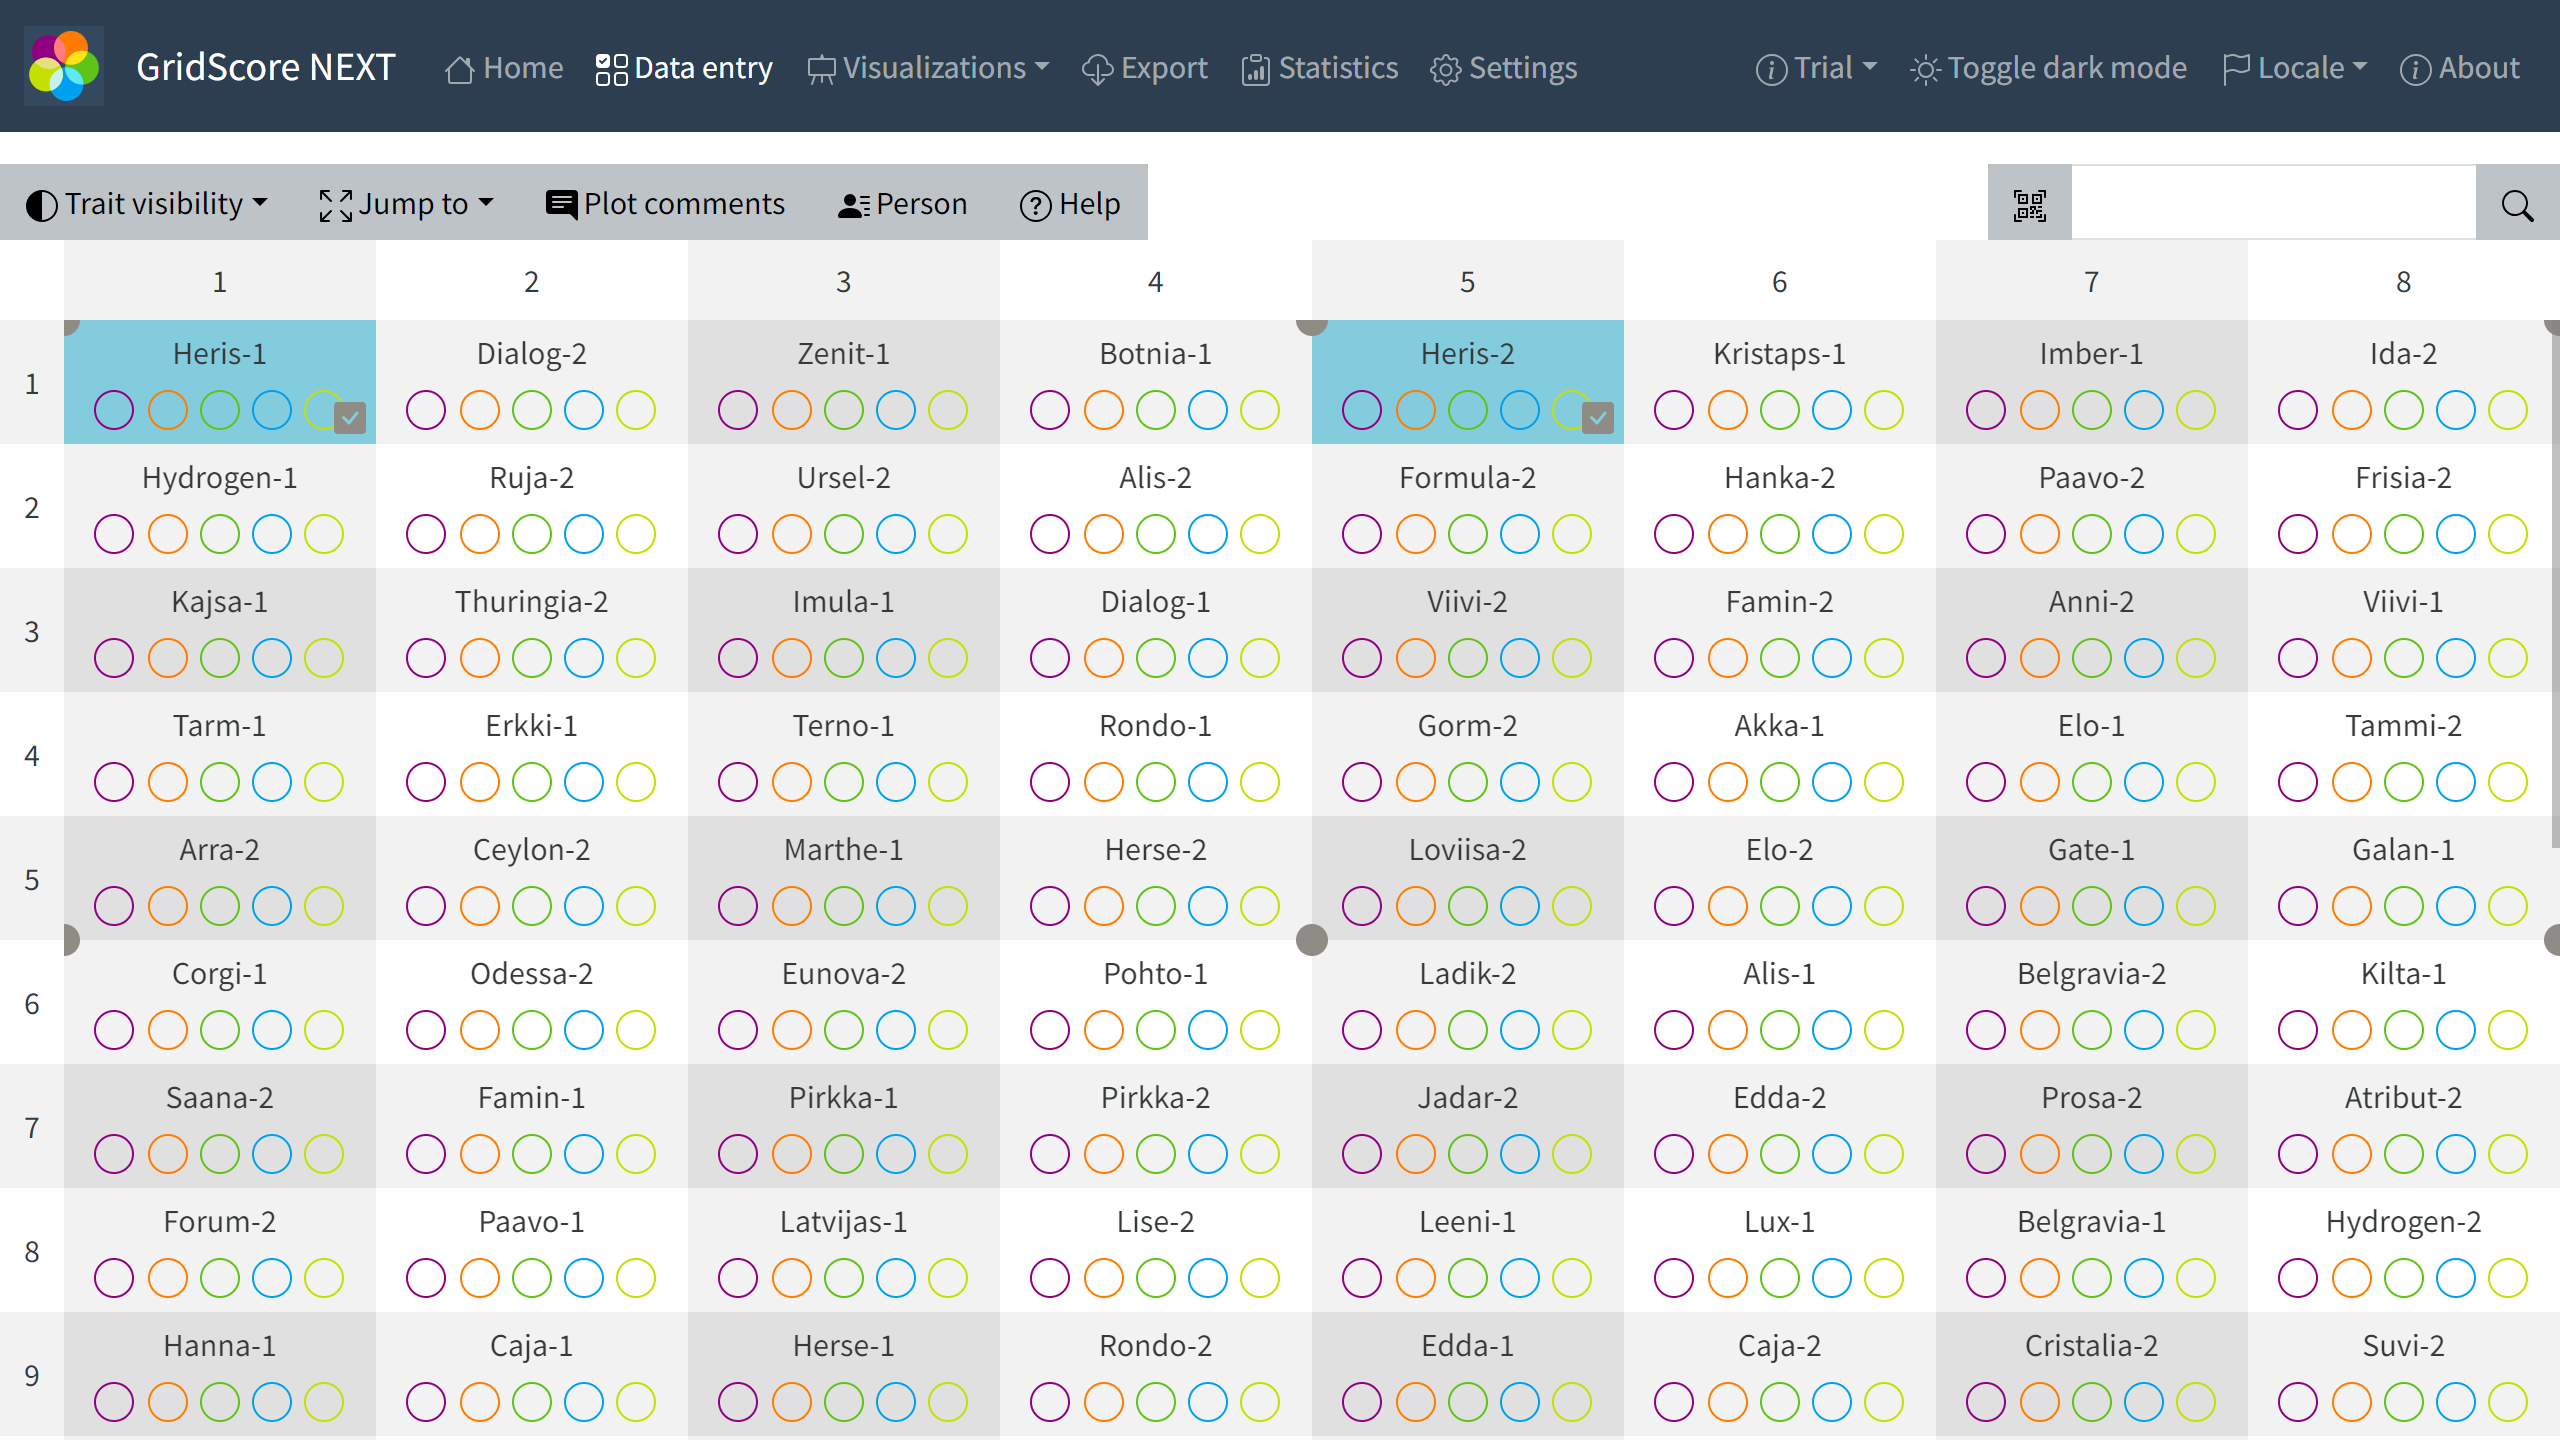 GridScore NEXT Home Data entry Visualizations Export Statistics Settings Trial Toggle dark mode Locale About
Trait visibility Jump to Plot comments Person Help
1 2 3 4 5 6 7 8
1 Heris-1 Dialog-2 Zenit-1 Botnia-1 Heris-2 Kristaps-1 Imber-1 Ida-2
2 Hydrogen-1 Ruja-2 Ursel-2 Alis-2 Formula-2 Hanka-2 Paavo-2 Frisia-2
3 Kajsa-1 Thuringia-2 Imula-1 Dialog-1 Viivi-2 Famin-2 Anni-2 Viivi-1
4 Tarm-1 Erkki-1 Terno-1 Rondo-1 Gorm-2 Akka-1 Elo-1 Tammi-2
5 Arra-2 Ceylon-2 Marthe-1 Herse-2 Loviisa-2 Elo-2 Gate-1 Galan-1
6 Corgi-1 Odessa-2 Eunova-2 Pohto-1 Ladik-2 Alis-1 Belgravia-2 Kilta-1
7 Saana-2 Famin-1 Pirkka-1 Pirkka-2 Jadar-2 Edda-2 Prosa-2 Atribut-2
8 Forum-2 Paavo-1 Latvijas-1 Lise-2 Leeni-1 Lux-1 Belgravia-1 Hydrogen-2
9 Hanna-1 Caja-1 Herse-1 Rondo-2 Edda-1 Caja-2 Cristalia-2 Suvi-2